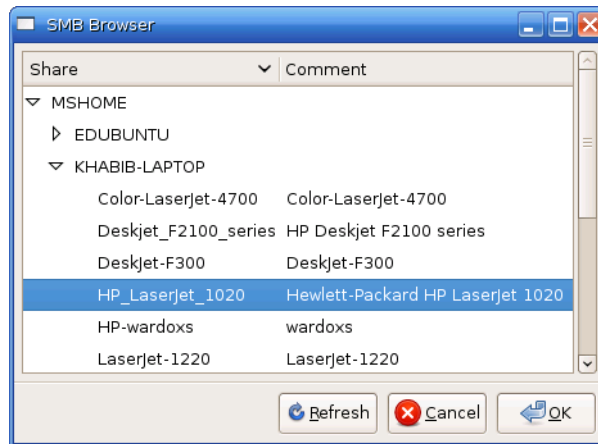 SMB Browser
Share Comment
MSHOME
EDUBUNTU
KHABIB-LAPTOP
Color-LaserJet-4700 Color-LaserJet-4700
Deskjet_F2100_series HP Deskjet F2100 series
DeskJet-F300 DeskJet-F300
HP_LaserJet_1020 Hewlett-Packard HP LaserJet 1020
HP-wardoxs wardoxs
LaserJet-1220 LaserJet-1220
Refresh Cancel OK